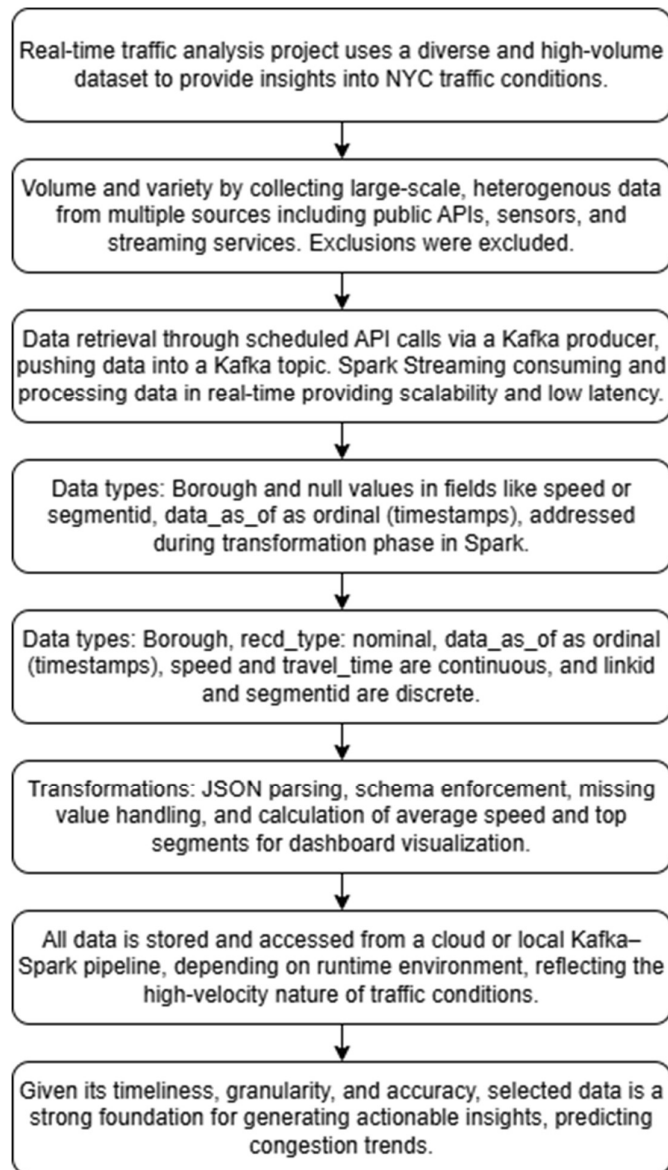 Real-time traffic analysis project uses a diverse and high-volume
dataset to provide insights into NYC traffic conditions.
Volume and variety by collecting large-scale, heterogenous data
from multiple sources including public APIs, sensors, and
streaming services. Exclusions were excluded.
Data retrieval through scheduled API calls via a Kafka producer,
pushing data into a Kafka topic. Spark Streaming consuming and
processing data in real-time providing scalability and low latency.
Data types: Borough and null values in fields like speed or
segmentid, data_as_of as ordinal (timestamps), addressed
during transformation phase in Spark.
Data types: Borough, recd_type: nominal, data_as_of as ordinal
(timestamps), speed and travel_time are continuous, and linkid
and segmentid are discrete.
Transformations: JSON parsing, schema enforcement, missing
value handling, and calculation of average speed and top
segments for dashboard visualization.
All data is stored and accessed from a cloud or local Kafka–
Spark pipeline, depending on runtime environment, reflecting the
high-velocity nature of traffic conditions.
Given its timeliness, granularity, and accuracy, selected data is a
strong foundation for generating actionable insights, predicting
congestion trends.